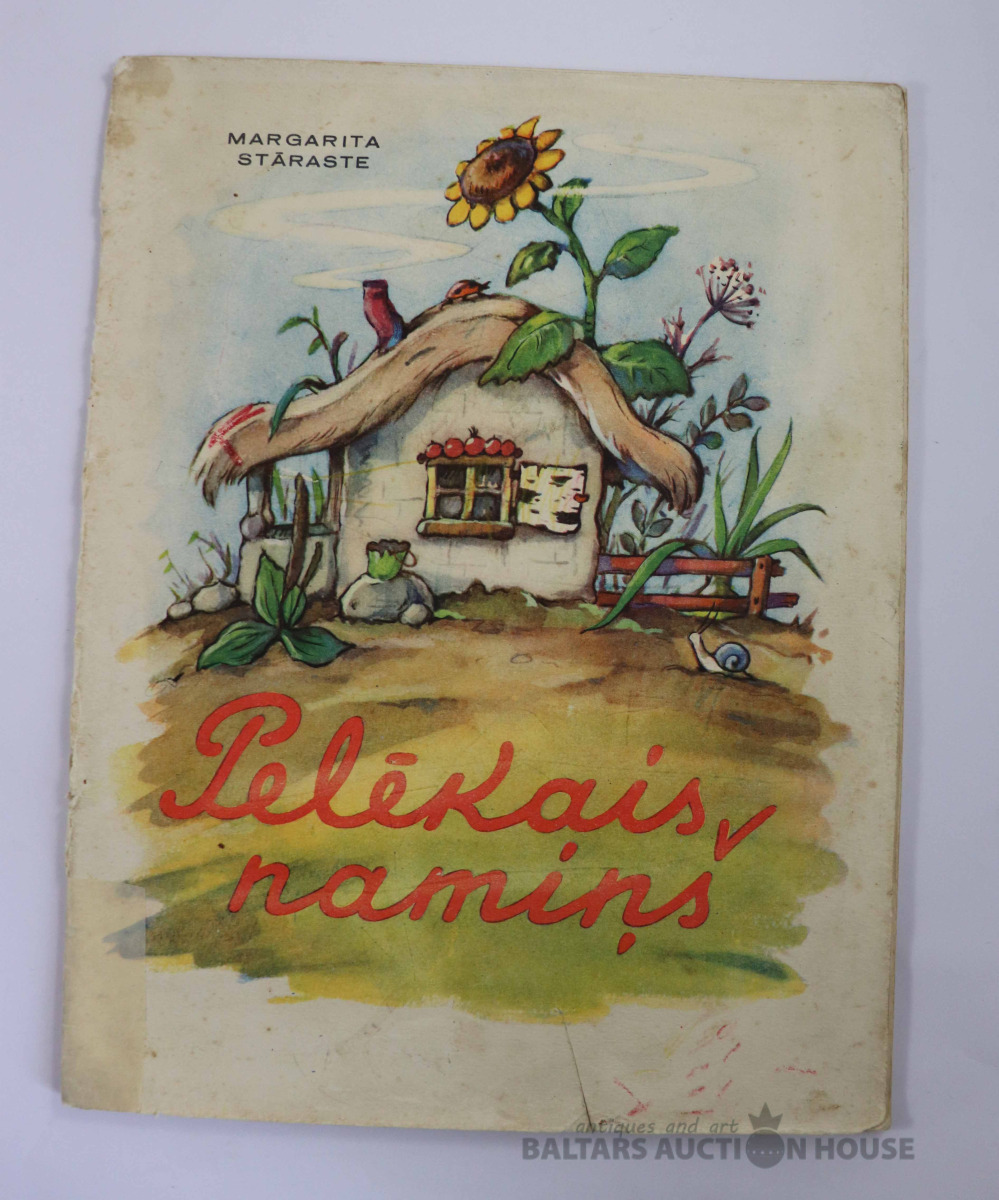 MARGARITA
STĀRASTE
Pelēkais
namiņš
antiques and art
BALTARS AUCTION HOUSE